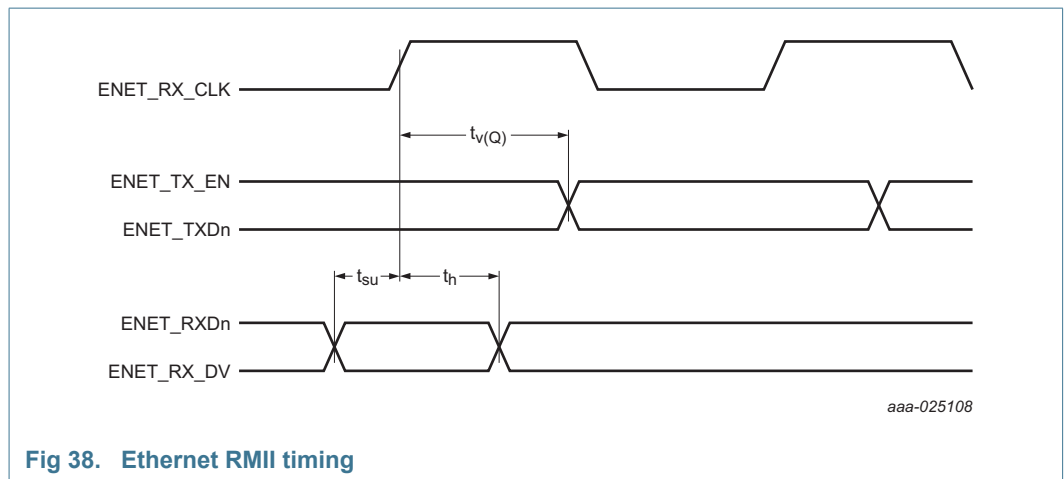 ENET_RX_CLK
tv(Q)
ENET_TX_EN
ENET_TXDn
tsu
th
ENET_RXDn
ENET_RX_DV
aaa-025108
Fig 38. Ethernet RMII timing